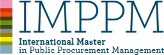 IMPPM
International Master
in Public Procurement Management